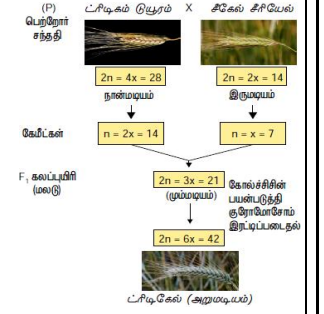 (P) ட்ரிடிகம் டுயூரம் X சீகேல் சீரியேல்
பெற்றோர்
சந்ததி
2n = 4x = 28 2n = 2x = 14
நான்மடியம் இருமடியம்
கேமீட்கள் n = 2x = 14 n = x = 7
F₁ கலப்புயிரி
(மலடு)
2n = 3x = 21
(மும்மடியம்)
கோல்ச்சிசின்
பயன்படுத்தி
குரோமோசோம்
இரட்டிப்படைதல்
2n = 6x = 42
ட்ரிடிகேல் (அறுமடியம்)